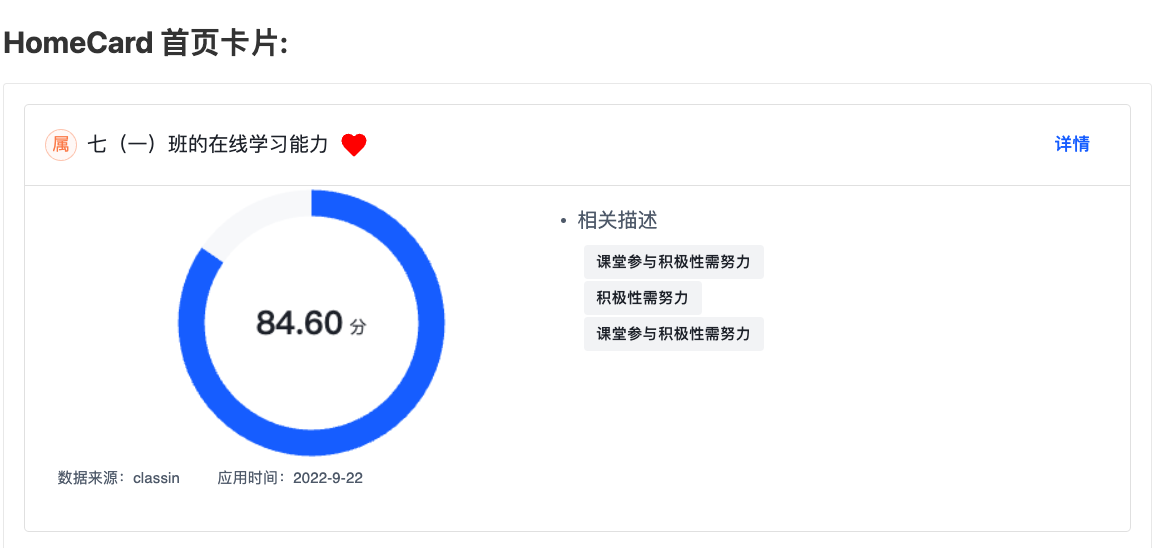 HomeCard 首页卡片:
属 七（一）班的在线学习能力 详情
84.60 分
• 相关描述
课堂参与积极性需努力
积极性需努力
课堂参与积极性需努力
数据来源：classin 应用时间：2022-9-22